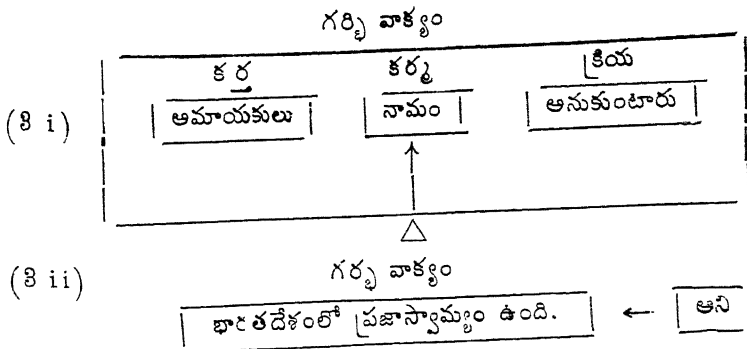 గర్భి వాక్యం
కర్త కర్మ క్రియ
(3 i) అమాయకులు నామం అనుకుంటారు
(3 ii) గర్భ వాక్యం
భారతదేశంలో ప్రజాస్వామ్యం ఉంది. ← అని